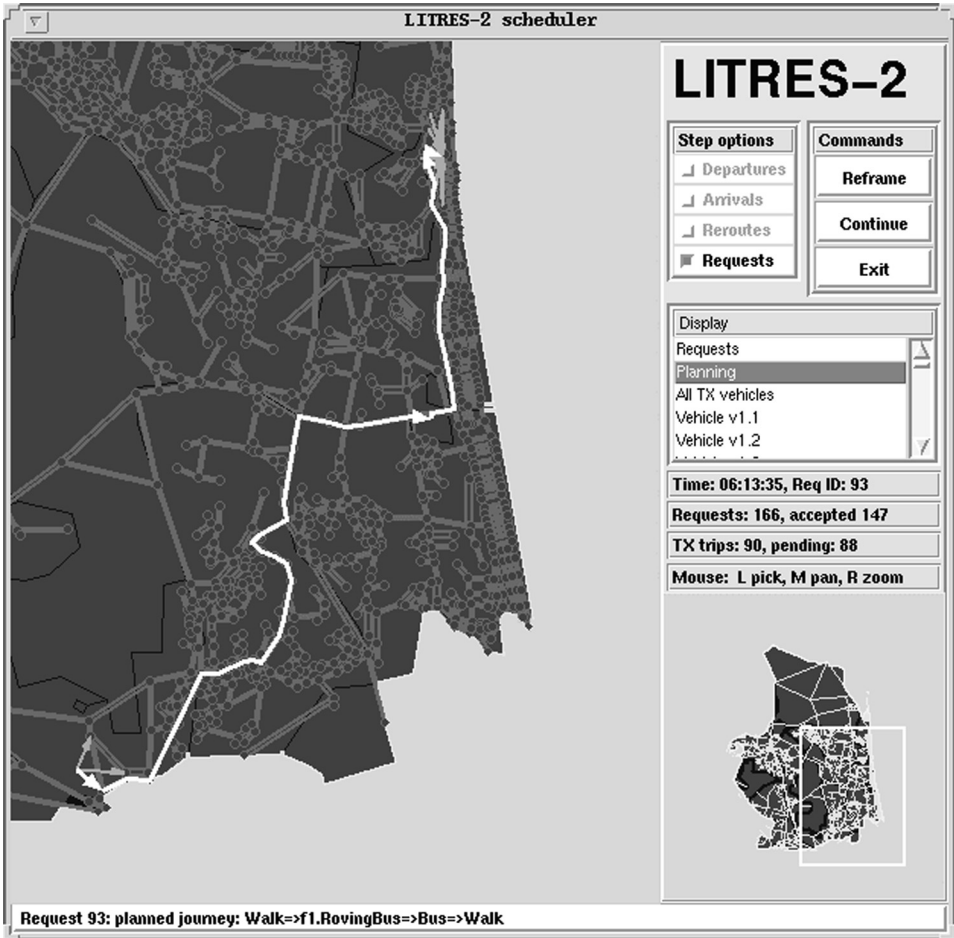 LITRES-2 scheduler
LITRES-2
Step options
Departures
Arrivals
Reroutes
Requests
Commands
Reframe
Continue
Exit
Display
Requests
Planning
All TX vehicles
Vehicle v1.1
Vehicle v1.2
Time: 06:13:35, Req ID: 93
Requests: 166, accepted 147
TX trips: 90, pending: 88
Mouse: L pick, M pan, R zoom
Request 93: planned journey: Walk=>f1.RovingBus=>Bus=>Walk